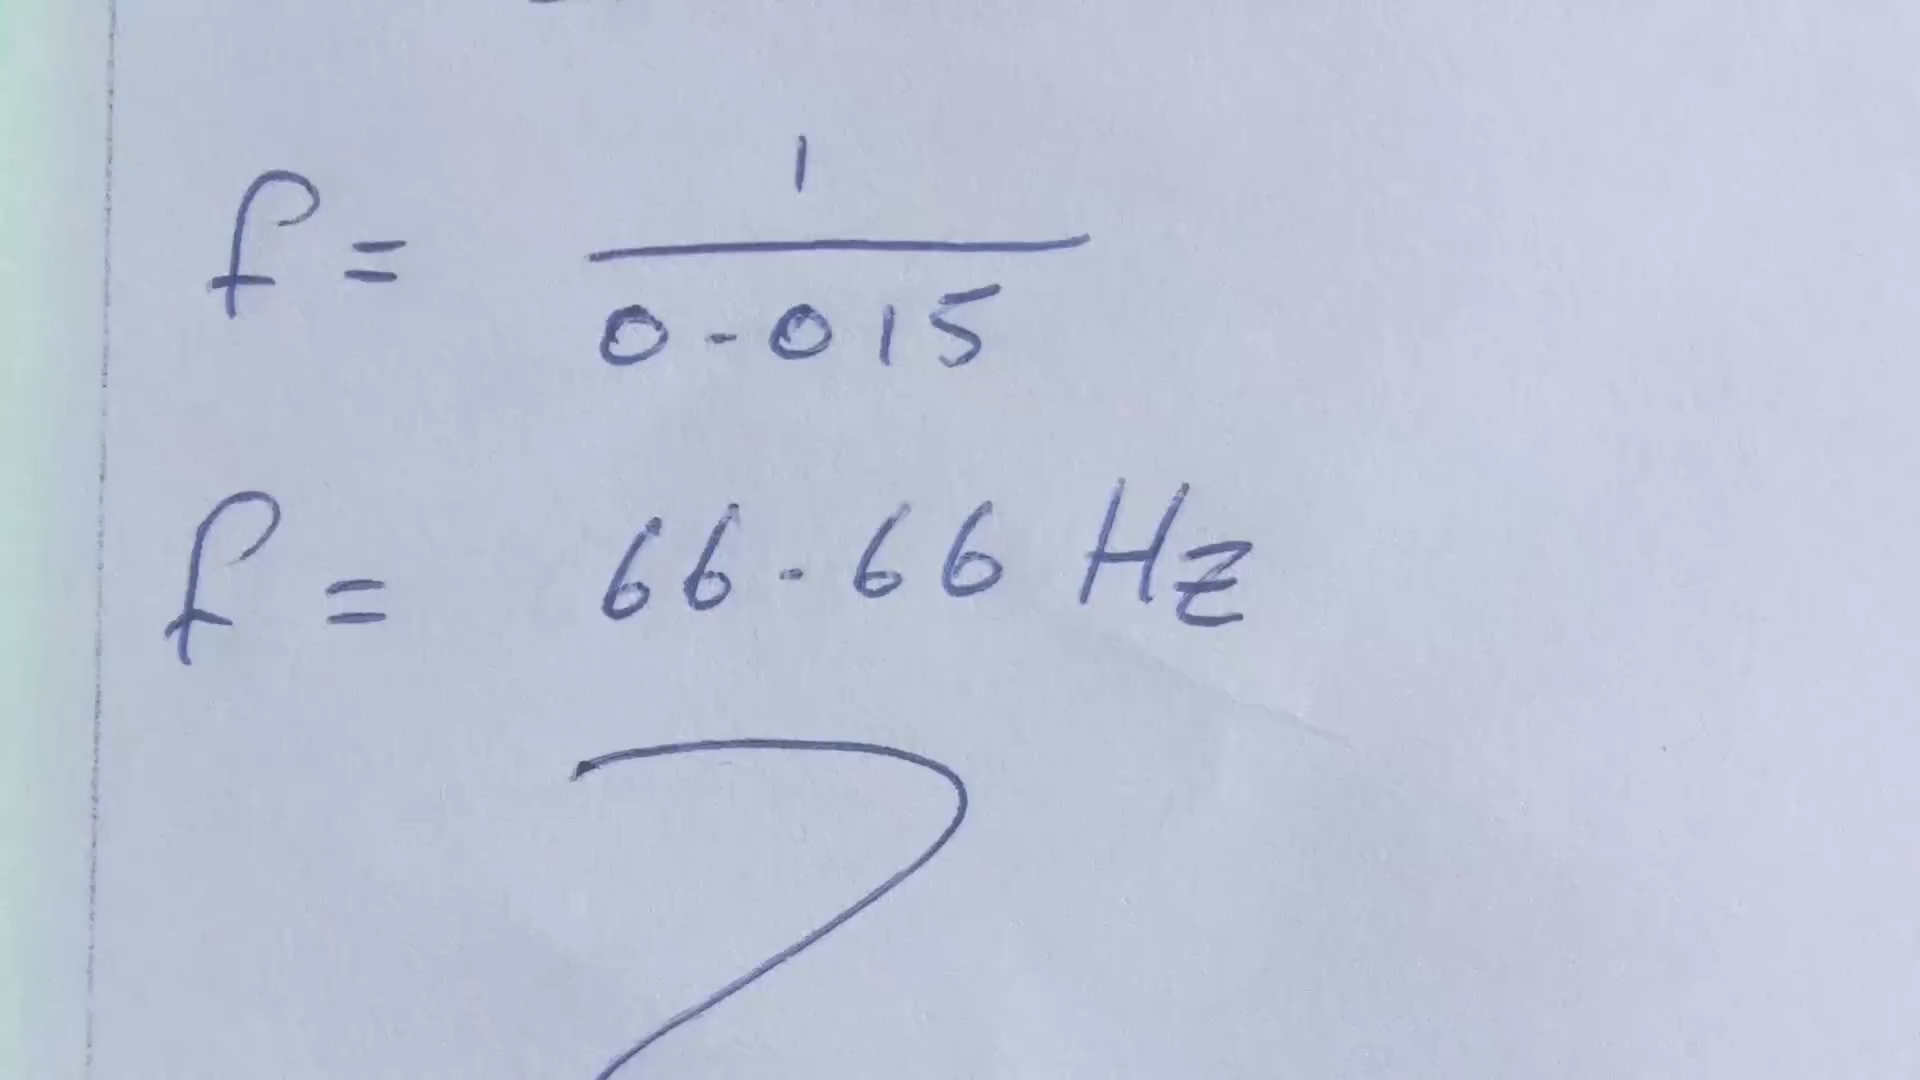 f = 1 / 0.015
f = 66.66 Hz